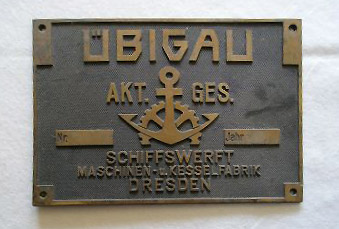 ÜBIGAU
AKT. GES.
Nr. Jahr
SCHIFFSWERFT
MASCHINEN- U. KESSELFABRIK
DRESDEN